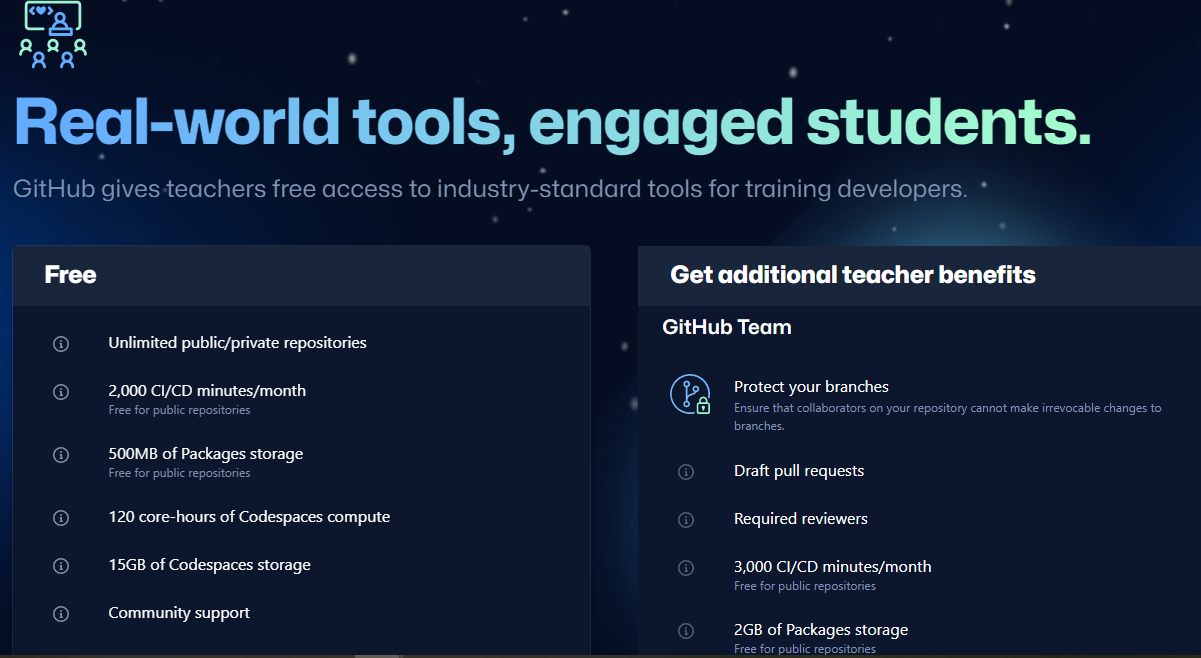 Real-world tools, engaged students.
GitHub gives teachers free access to industry-standard tools for training developers.
Free
Unlimited public/private repositories
2,000 CI/CD minutes/month
Free for public repositories
500MB of Packages storage
Free for public repositories
120 core-hours of Codespaces compute
15GB of Codespaces storage
Community support
Get additional teacher benefits
GitHub Team
Protect your branches
Ensure that collaborators on your repository cannot make irrevocable changes to
branches.
Draft pull requests
Required reviewers
3,000 CI/CD minutes/month
Free for public repositories
2GB of Packages storage
Free for public repositories